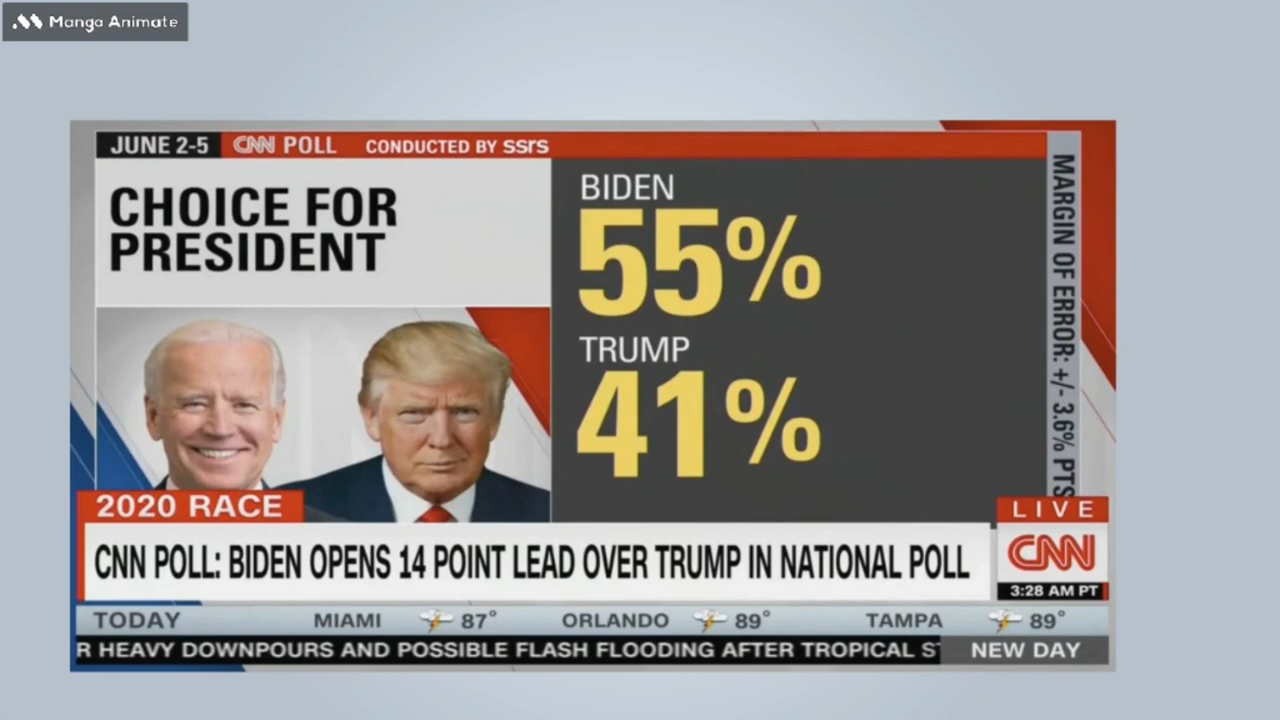 Manga Animate
JUNE 2-5 CNN POLL CONDUCTED BY SSRS
CHOICE FOR
PRESIDENT
BIDEN
55%
TRUMP
41%
MARGIN OF ERROR: +/- 3.6% PTS
2020 RACE
CNN POLL: BIDEN OPENS 14 POINT LEAD OVER TRUMP IN NATIONAL POLL
LIVE
CNN
3:28 AM PT
TODAY MIAMI 87° ORLANDO 89° TAMPA 89°
R HEAVY DOWNPOURS AND POSSIBLE FLASH FLOODING AFTER TROPICAL ST NEW DAY